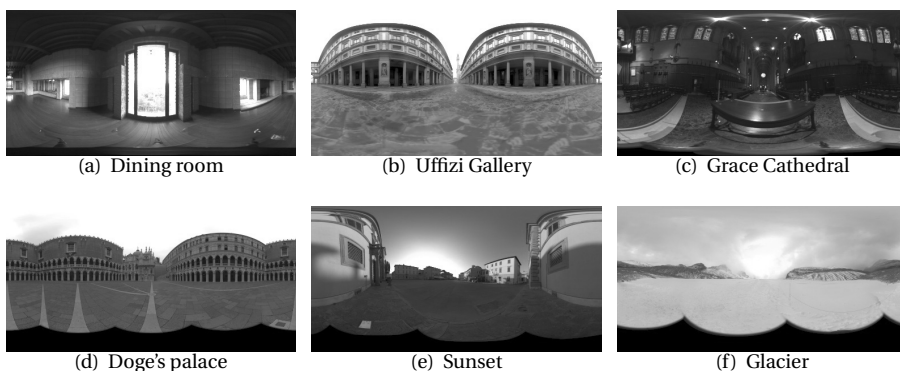 (a) Dining room
(b) Uffizi Gallery
(c) Grace Cathedral
(d) Doge's palace
(e) Sunset
(f) Glacier